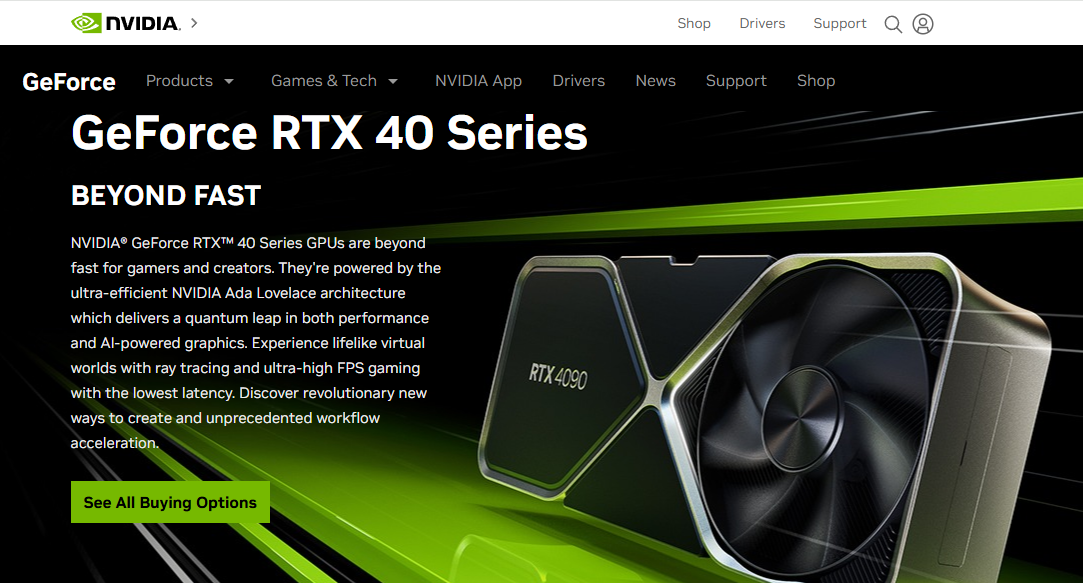 NVIDIA.
Shop Drivers Support
GeForce Products Games & Tech NVIDIA App Drivers News Support Shop
GeForce RTX 40 Series
BEYOND FAST
NVIDIA® GeForce RTX™ 40 Series GPUs are beyond
fast for gamers and creators. They're powered by the
ultra-efficient NVIDIA Ada Lovelace architecture
which delivers a quantum leap in both performance
and AI-powered graphics. Experience lifelike virtual
worlds with ray tracing and ultra-high FPS gaming
with the lowest latency. Discover revolutionary new
ways to create and unprecedented workflow
acceleration.
See All Buying Options
RTX 4090